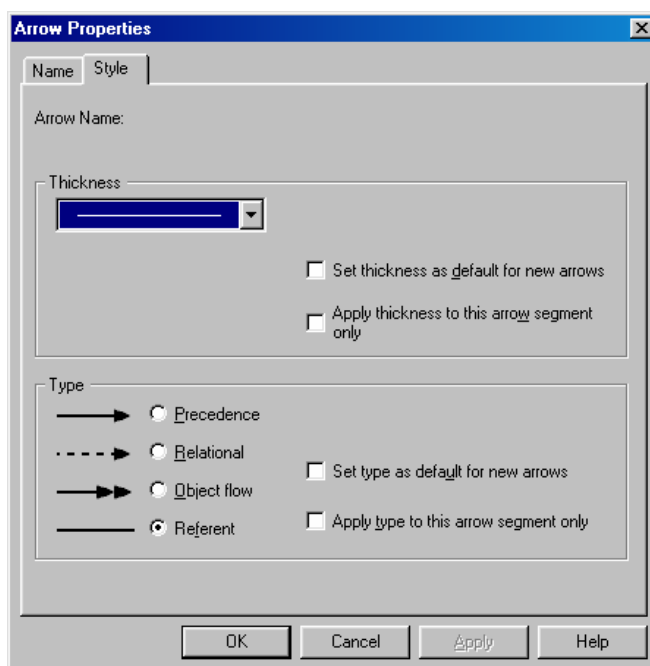 Arrow Properties
Name
Style
Arrow Name:
Thickness
Set thickness as default for new arrows
Apply thickness to this arrow segment
only
Type
Precedence
Relational
Object flow
Referent
Set type as default for new arrows
Apply type to this arrow segment only
OK
Cancel
Apply
Help